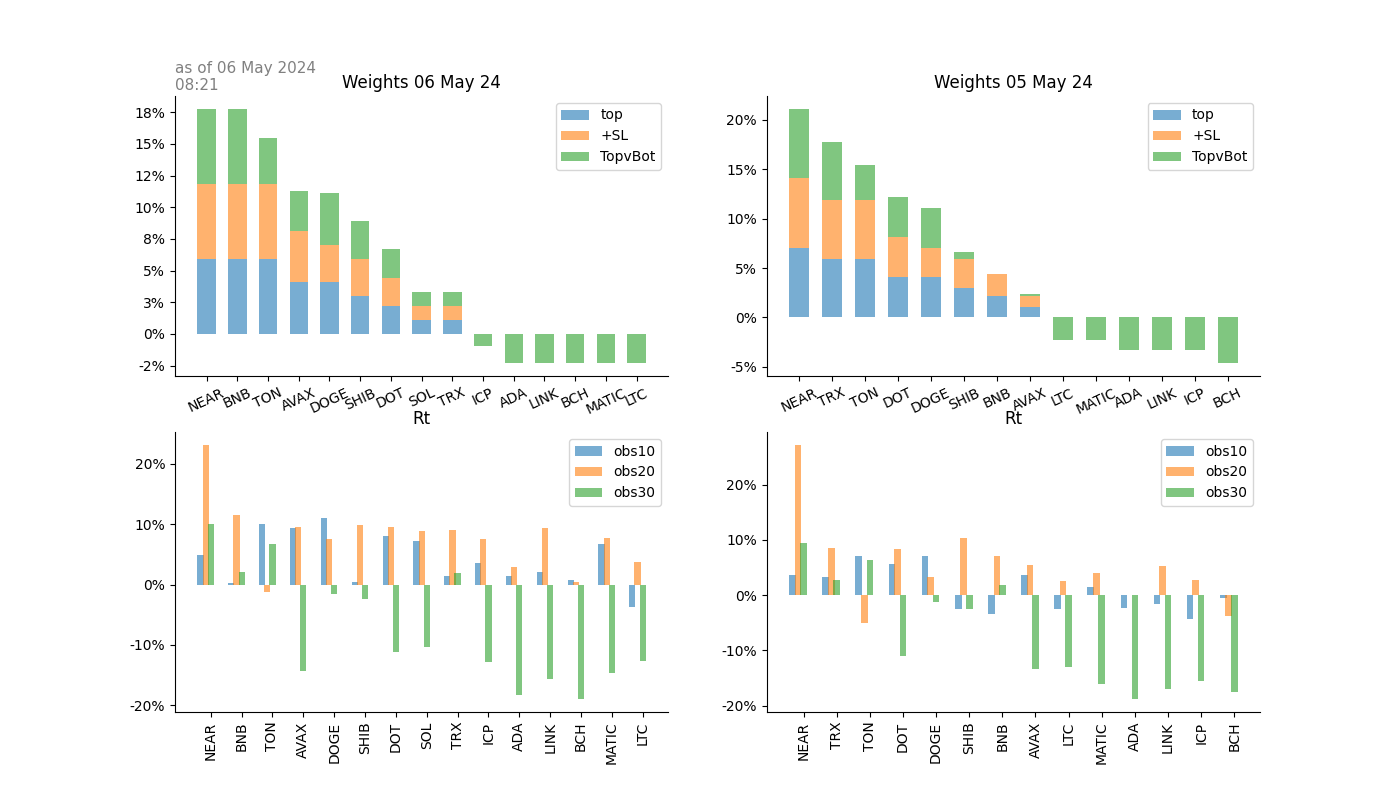 as of 06 May 2024
08:21
Weights 06 May 24
18%
15%
12%
10%
8%
5%
3%
0%
-2%
top
+SL
TopvBot
NEAR BNB TON AVAX DOGE SHIB DOT SOL TRX ICP ADA LINK BCH MATIC LTC
Weights 05 May 24
20%
15%
10%
5%
0%
-5%
top
+SL
TopvBot
NEAR TRX TON DOT DOGE SHIB BNB AVAX LTC MATIC ADA LINK ICP BCH
Rt
20%
10%
0%
-10%
-20%
obs10
obs20
obs30
NEAR BNB TON AVAX DOGE SHIB DOT SOL TRX ICP ADA LINK BCH MATIC LTC
Rt
20%
10%
0%
-10%
-20%
obs10
obs20
obs30
NEAR TRX TON DOT DOGE SHIB BNB AVAX LTC MATIC ADA LINK ICP BCH